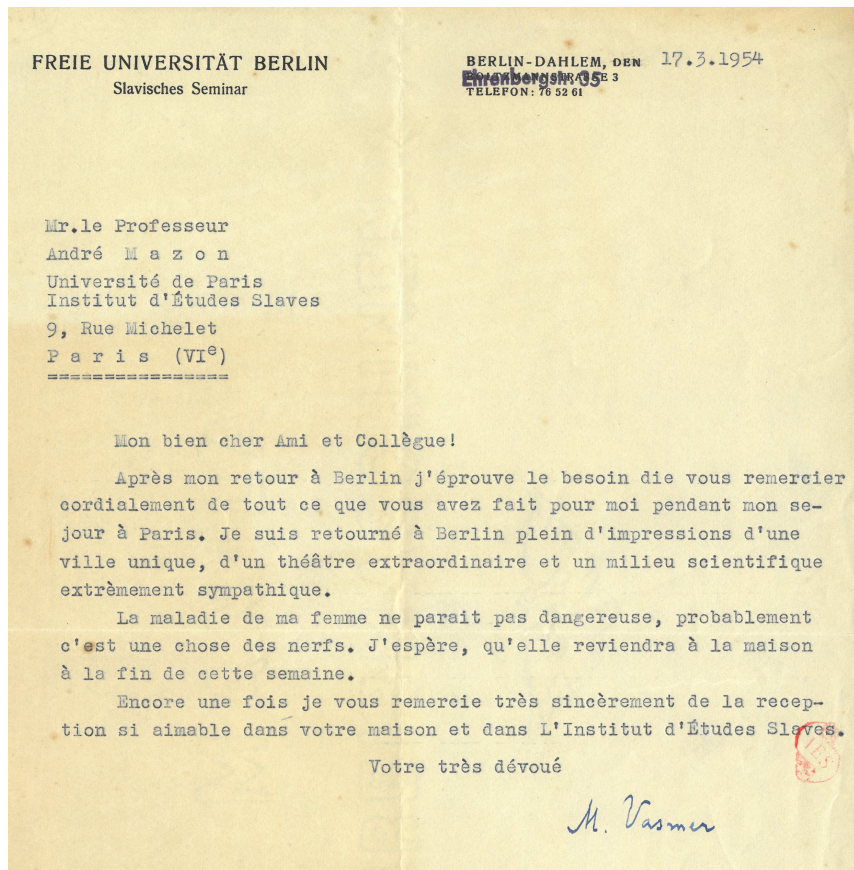 FREIE UNIVERSITÄT BERLIN
Slavisches Seminar
BERLIN-DAHLEM, DEN 17.3.1954
BOLTZMANNSTRASSE 3
Ehrenbergstr. 35
TELEFON: 76 52 61
Mr.le Professeur
André M a z o n
Université de Paris
Institut d'Études Slaves
9, Rue Michelet
P a r i s (VIe)
================
Mon bien cher Ami et Collègue!
Après mon retour à Berlin j'éprouve le besoin die vous remercier
cordialement de tout ce que vous avez fait pour moi pendant mon se-
jour à Paris. Je suis retourné à Berlin plein d'impressions d'une
ville unique, d'un théâtre extraordinaire et un milieu scientifique
extrèmement sympathique.
La maladie de ma femme ne parait pas dangereuse, probablement
c'est une chose des nerfs. J'espère, qu'elle reviendra à la maison
à la fin de cette semaine.
Encore une fois je vous remercie très sincèrement de la recep-
tion si aimable dans votre maison et dans L'Institut d'Études Slaves.
IES
Votre très dévoué
M. Vasmer